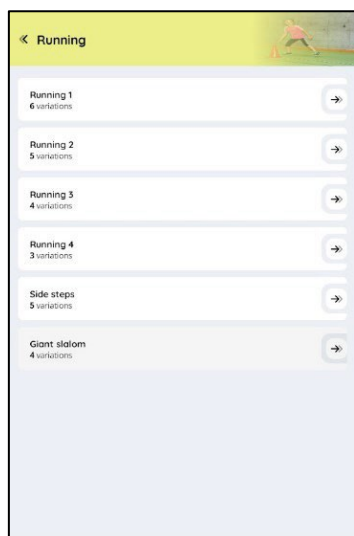 Running
Running 1
6 variations
Running 2
5 variations
Running 3
4 variations
Running 4
3 variations
Side steps
5 variations
Giant slalom
4 variations